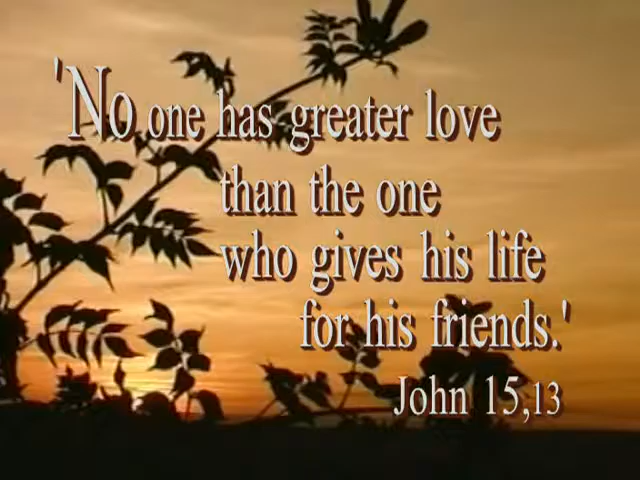 'No one has greater love
than the one
who gives his life
for his friends.'
John 15,13